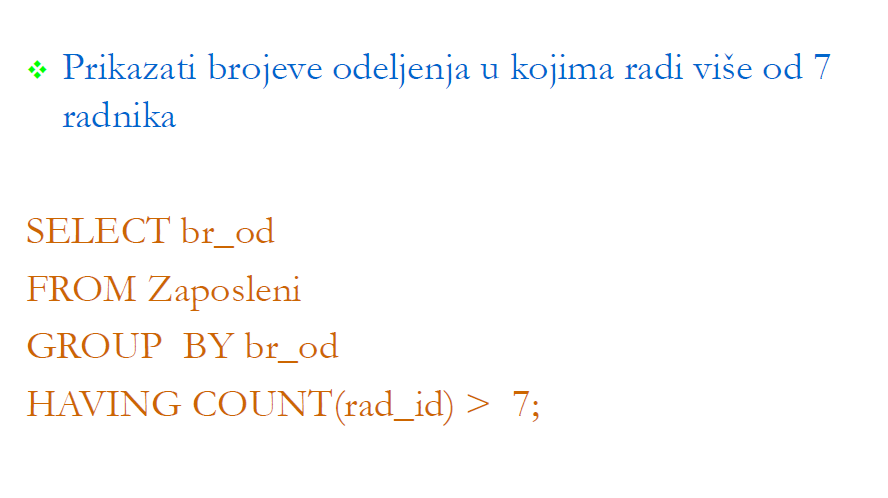 Prikazati brojeve odeljenja u kojima radi više od 7
radnika
SELECT br_od
FROM Zaposleni
GROUP  BY br_od
HAVING COUNT(rad_id) >  7;